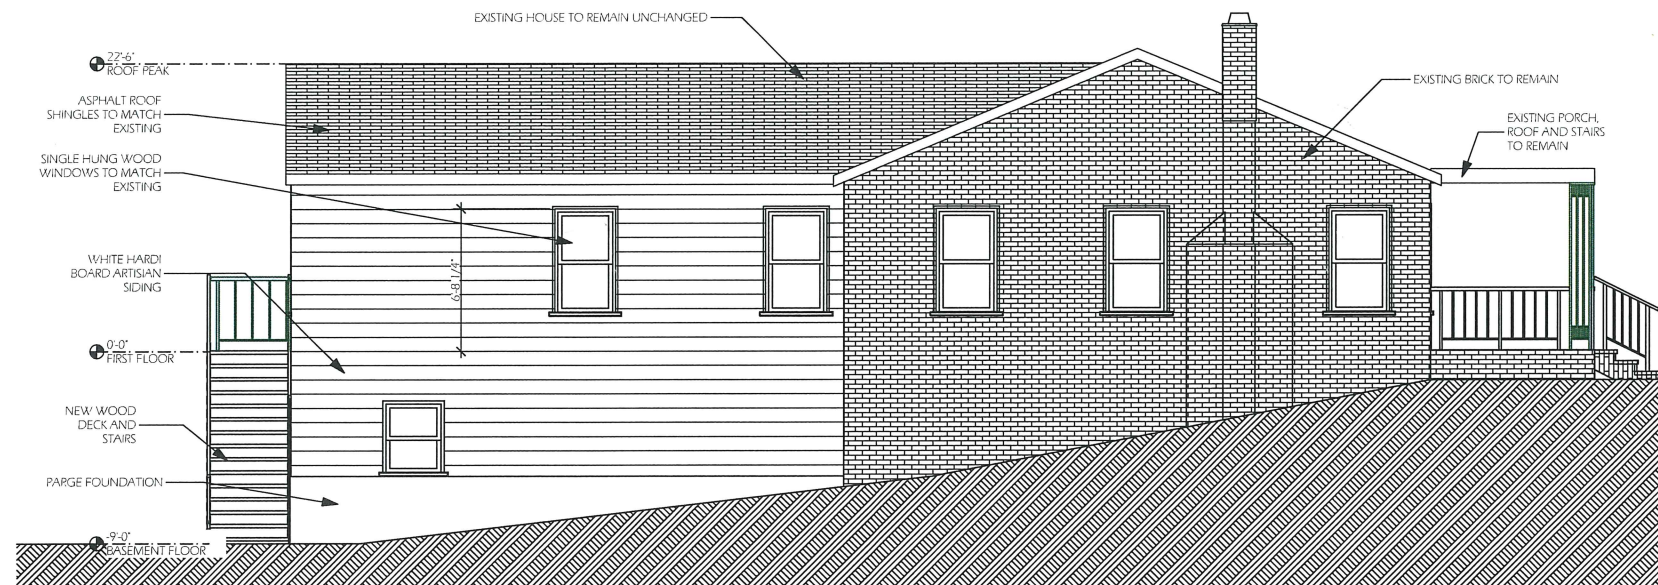 EXISTING HOUSE TO REMAIN UNCHANGED
22'-6"
ROOF PEAK
ASPHALT ROOF
SHINGLES TO MATCH
EXISTING
SINGLE HUNG WOOD
WINDOWS TO MATCH
EXISTING
EXISTING BRICK TO REMAIN
EXISTING PORCH,
ROOF AND STAIRS
TO REMAIN
6'-8 1/4"
WHITE HARDI
BOARD ARTISIAN
SIDING
0'-0"
FIRST FLOOR
NEW WOOD
DECK AND
STAIRS
PARGE FOUNDATION
-9'-0"
BASEMENT FLOOR